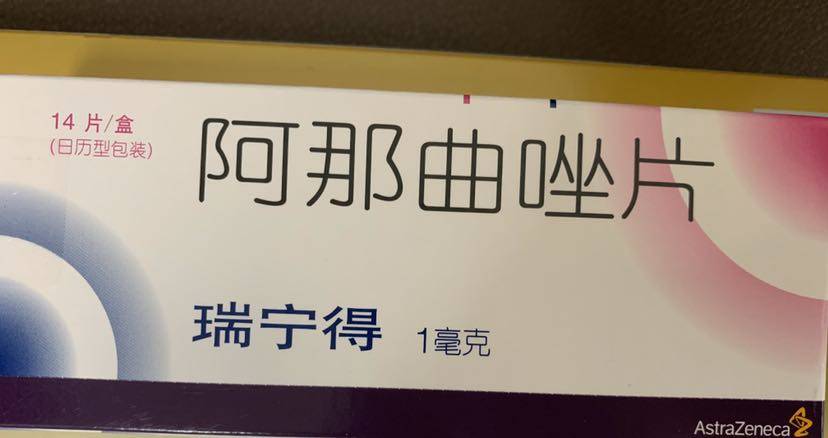 14 片/盒
(日历型包装)
阿那曲唑片
瑞宁得 1毫克
AstraZeneca